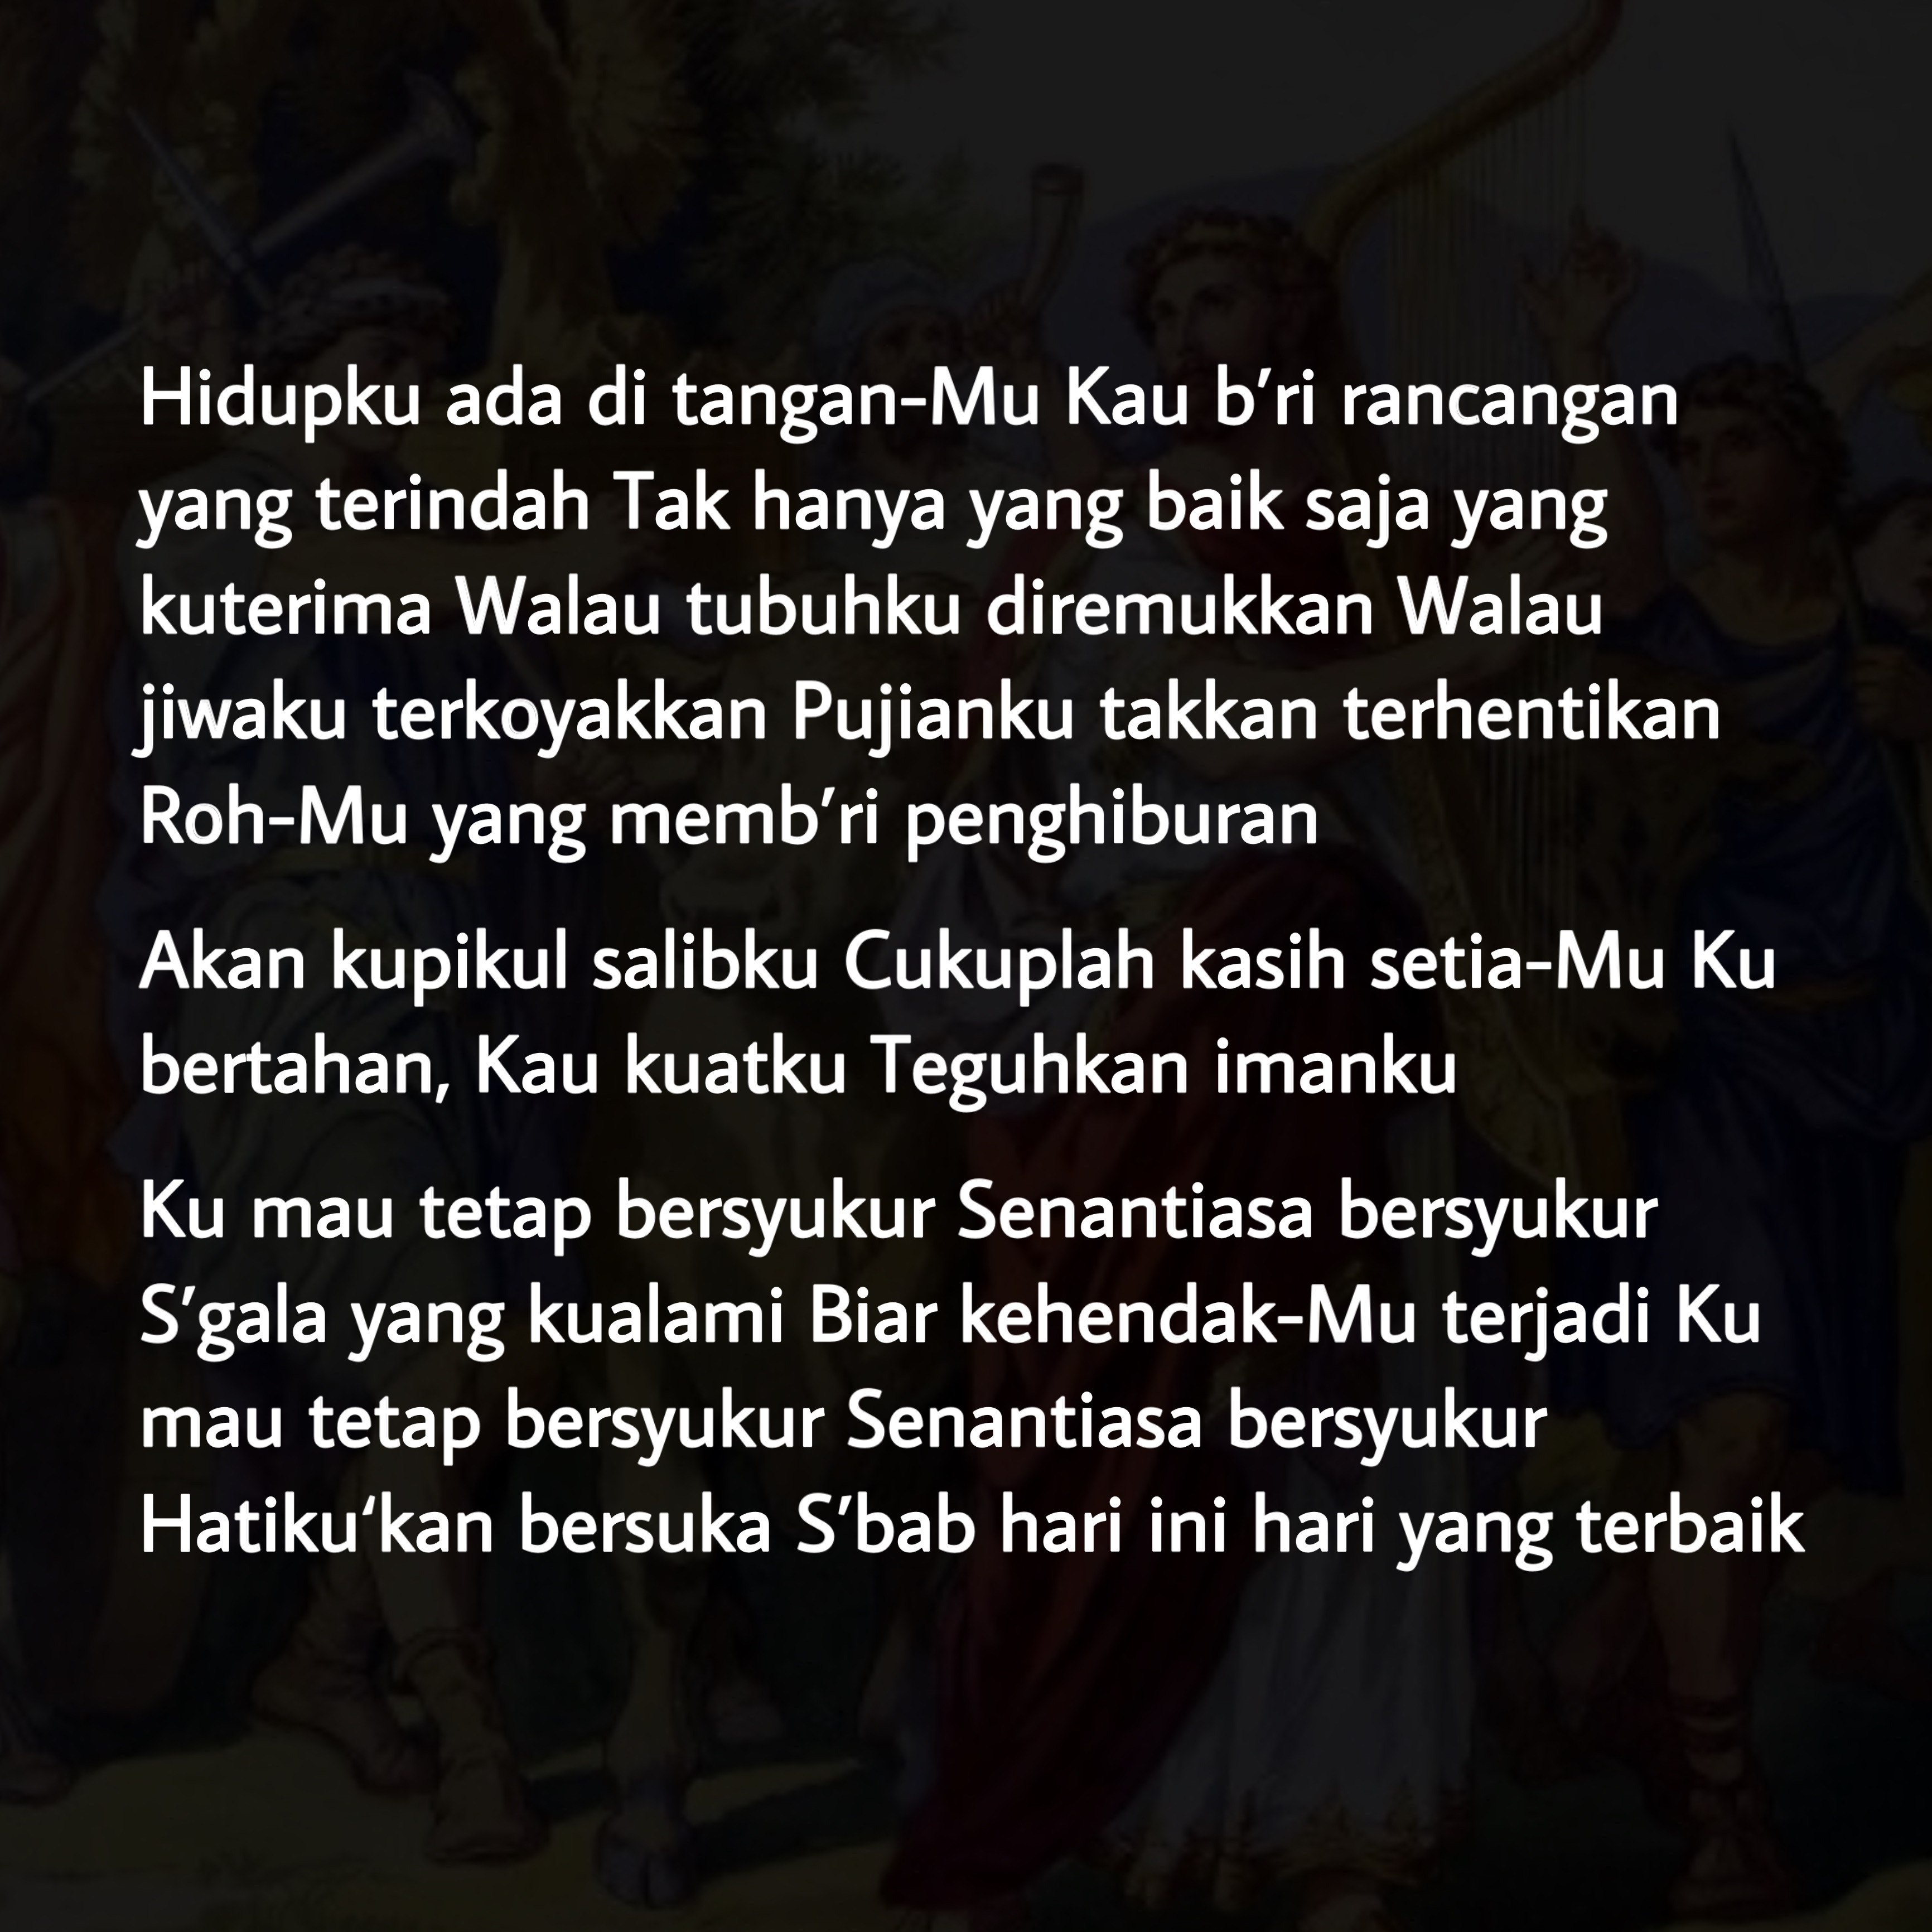 Hidupku ada di tangan-Mu Kau b'ri rancangan
yang terindah Tak hanya yang baik saja yang
kuterima Walau tubuhku diremukkan Walau
jiwaku terkoyakkan Pujianku takkan terhentikan
Roh-Mu yang memb'ri penghiburan
Akan kupikul salibku Cukuplah kasih setia-Mu Ku
bertahan, Kau kuatku Teguhkan imanku
Ku mau tetap bersyukur Senantiasa bersyukur
S'gala yang kualami Biar kehendak-Mu terjadi Ku
mau tetap bersyukur Senantiasa bersyukur
Hatiku‘kan bersuka S'bab hari ini hari yang terbaik